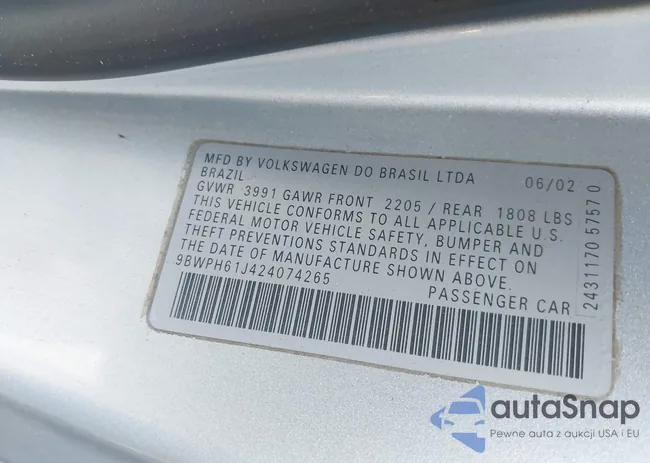 MFD BY VOLKSWAGEN DO BRASIL LTDA 06/02
BRAZIL
GVWR 3991 GAWR FRONT 2205 / REAR 1808 LBS
THIS VEHICLE CONFORMS TO ALL APPLICABLE U.S.
FEDERAL MOTOR VEHICLE SAFETY, BUMPER AND
THEFT PREVENTIONS STANDARDS IN EFFECT ON
THE DATE OF MANUFACTURE SHOWN ABOVE.
9BWPH61J424074265 PASSENGER CAR
2431170 5757 0
autaSnap
Pewne auta z aukcji USA i EU